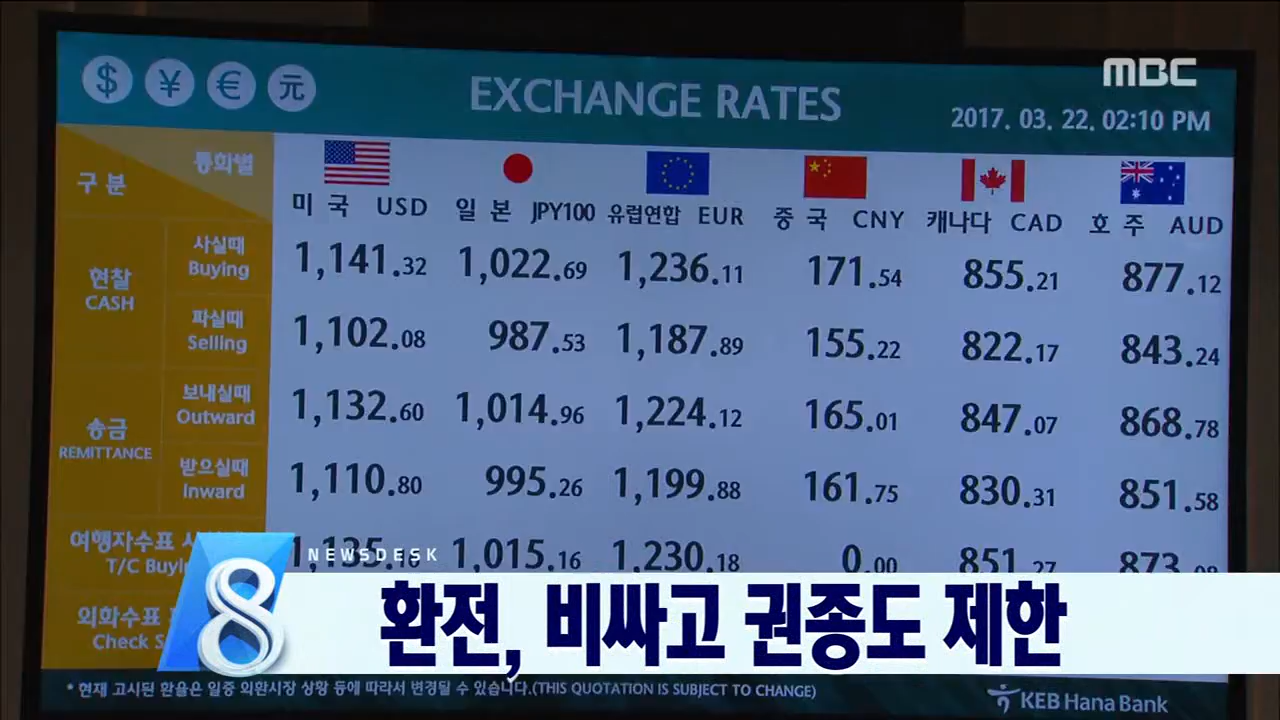 $ ¥ € 元
EXCHANGE RATES
MBC
2017. 03. 22. 02:10 PM
구분 통화별
미국 USD 일본 JPY100 유럽연합 EUR 중국 CNY 캐나다 CAD 호주 AUD
현찰 CASH
사실때 Buying 1,141.32 1,022.69 1,236.11 171.54 855.21 877.12
파실때 Selling 1,102.08 987.53 1,187.89 155.22 822.17 843.24
송금 REMITTANCE
보내실때 Outward 1,132.60 1,014.96 1,224.12 165.01 847.07 868.78
받으실때 Inward 1,110.80 995.26 1,199.88 161.75 830.31 851.58
여행자수표
T/C 1,015.16 1,230.18 0.00 851.27
외화수표
Check
8 NEWSDESK
환전, 비싸고 권종도 제한
* 현재 고시된 환율은 일중 외환시장 상황 등에 따라서 변경될 수 있습니다.(THIS QUOTATION IS SUBJECT TO CHANGE)
KEB Hana Bank